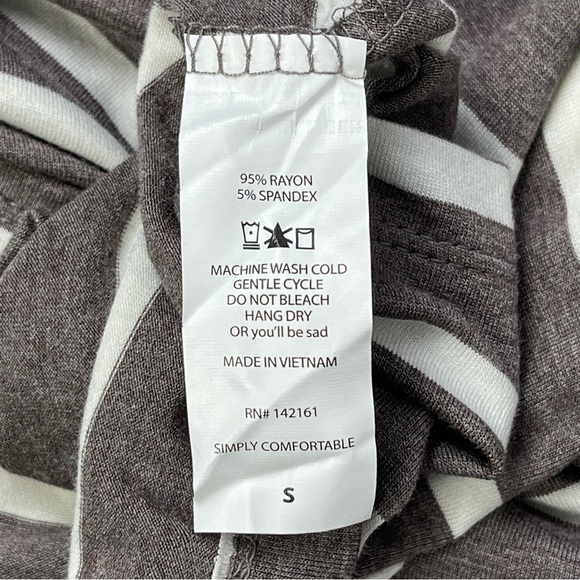 95% RAYON
5% SPANDEX
MACHINE WASH COLD
GENTLE CYCLE
DO NOT BLEACH
HANG DRY
OR you'll be sad
MADE IN VIETNAM
RN# 142161
SIMPLY COMFORTABLE
S